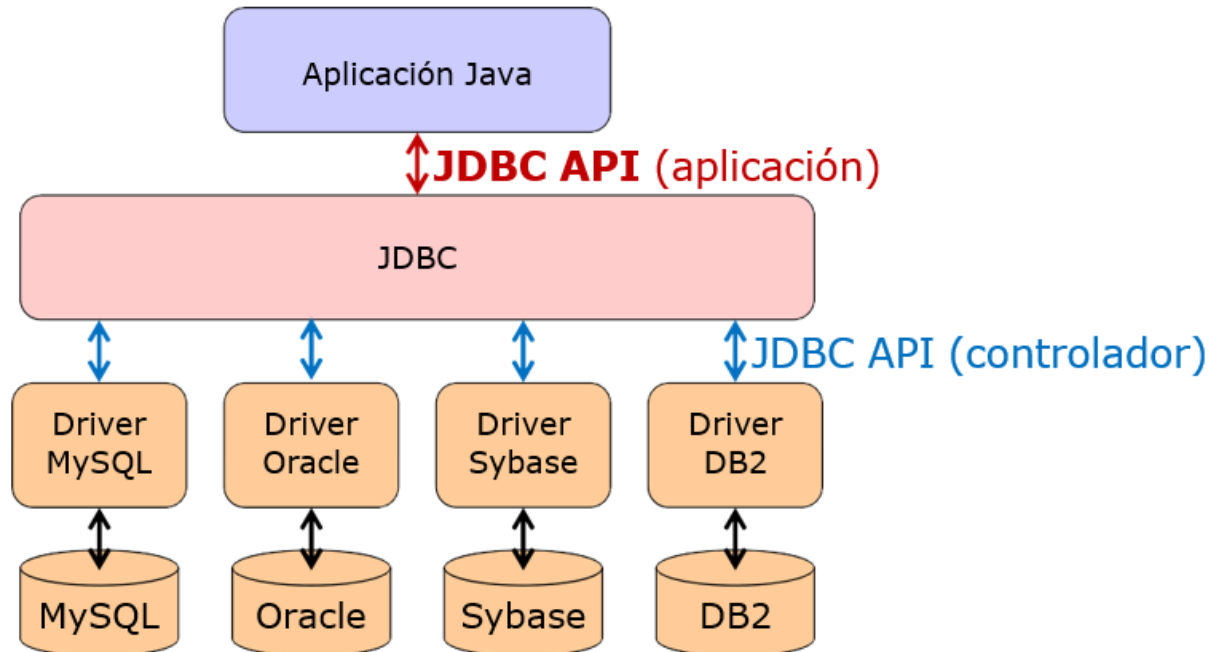 Aplicación Java
JDBC API (aplicación)
JDBC
JDBC API (controlador)
Driver
MySQL
Driver
Oracle
Driver
Sybase
Driver
DB2
MySQL
Oracle
Sybase
DB2